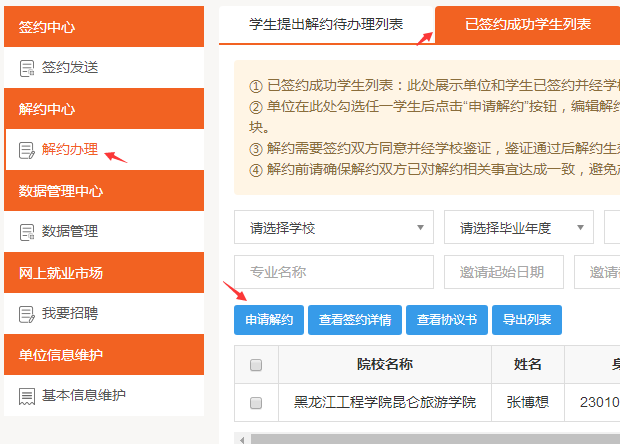 签约中心
签约发送
解约中心
解约办理
数据管理中心
数据管理
网上就业市场
我要招聘
单位信息维护
基本信息维护
学生提出解约待办理列表
已签约成功学生列表
① 已签约成功学生列表：此处展示单位和学生已签约并经学
② 单位在此处勾选任一学生后点击“申请解约”按钮，编辑解
块。
③ 解约需要签约双方同意并经学校鉴证，鉴证通过后解约生
④ 解约前请确保解约双方已对解约相关事宜达成一致，避免
请选择学校
请选择毕业年度
专业名称
邀请起始日期
邀请
申请解约
查看签约详情
查看协议书
导出列表
院校名称 姓名
黑龙江工程学院昆仑旅游学院 张博想 23010